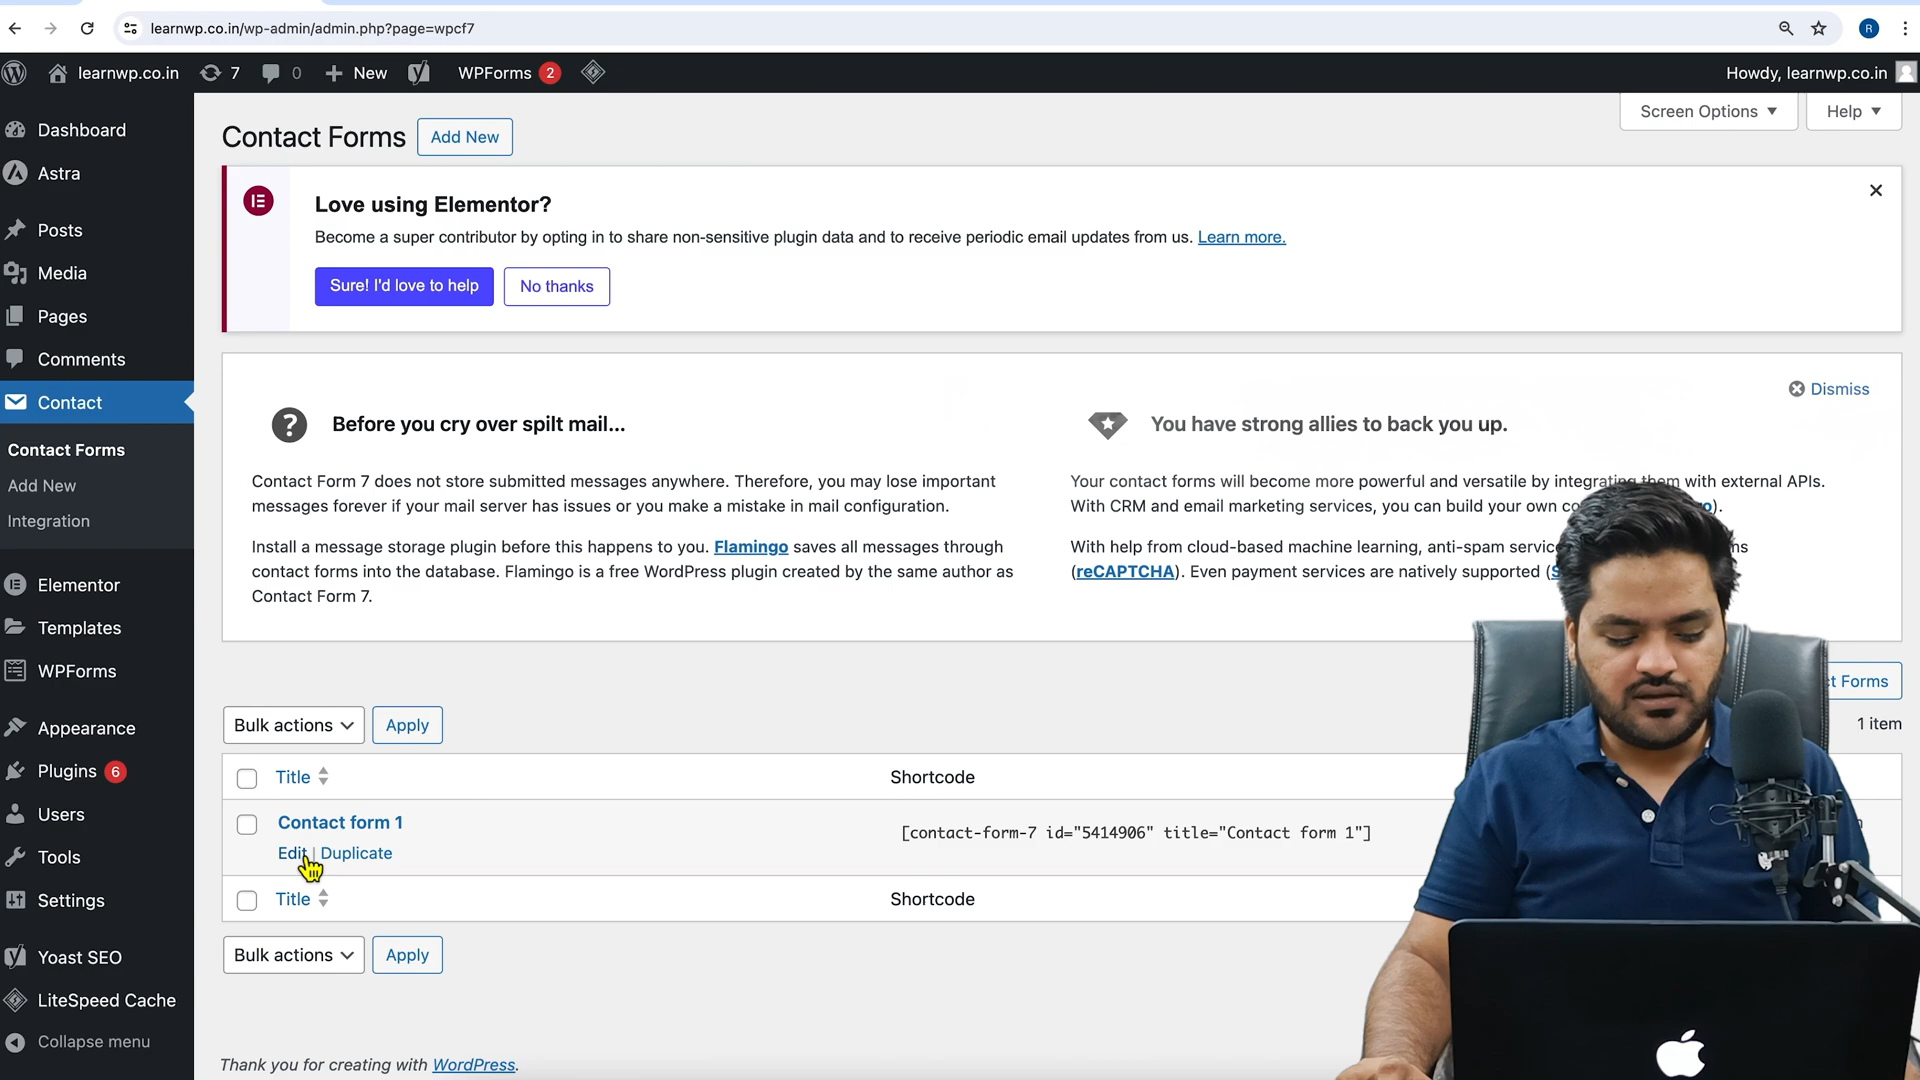 learnwp.co.in/wp-admin/admin.php?page=wpcf7
R
learnwp.co.in 7 0 New WPForms 2
Howdy, learnwp.co.in
Screen Options Help
Dashboard
Astra
Posts
Media
Pages
Comments
Contact
Contact Forms
Add New
Integration
Elementor
Templates
WPForms
Appearance
Plugins 6
Users
Tools
Settings
Yoast SEO
LiteSpeed Cache
Collapse menu
Contact Forms Add New
Love using Elementor?
Become a super contributor by opting in to share non-sensitive plugin data and to receive periodic email updates from us. Learn more.
Sure! I'd love to help No thanks
Dismiss
Before you cry over spilt mail...
Contact Form 7 does not store submitted messages anywhere. Therefore, you may lose important
messages forever if your mail server has issues or you make a mistake in mail configuration.
Install a message storage plugin before this happens to you. Flamingo saves all messages through
contact forms into the database. Flamingo is a free WordPress plugin created by the same author as
Contact Form 7.
You have strong allies to back you up.
Your contact forms will become more powerful and versatile by integrating them with external APIs.
With CRM and email marketing services, you can build your own
With help from cloud-based machine learning, anti-spam
(reCAPTCHA). Even payment services are natively supported
Forms
Bulk actions Apply
1 item
Title Shortcode
Contact form 1
[contact-form-7 id="5414906" title="Contact form 1"]
Edit | Duplicate
Title Shortcode
Bulk actions Apply
Thank you for creating with WordPress.